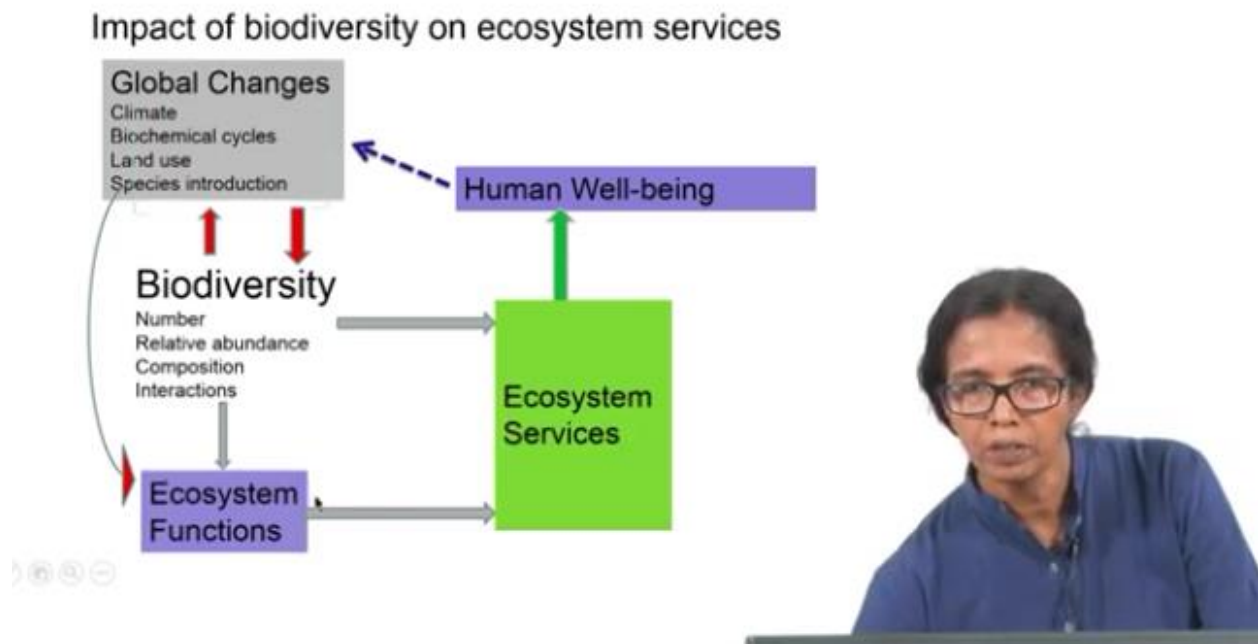 Impact of biodiversity on ecosystem services
Global Changes
Climate
Biochemical cycles
Land use
Species introduction
Human Well-being
Biodiversity
Number
Relative abundance
Composition
Interactions
Ecosystem
Services
Ecosystem
Functions